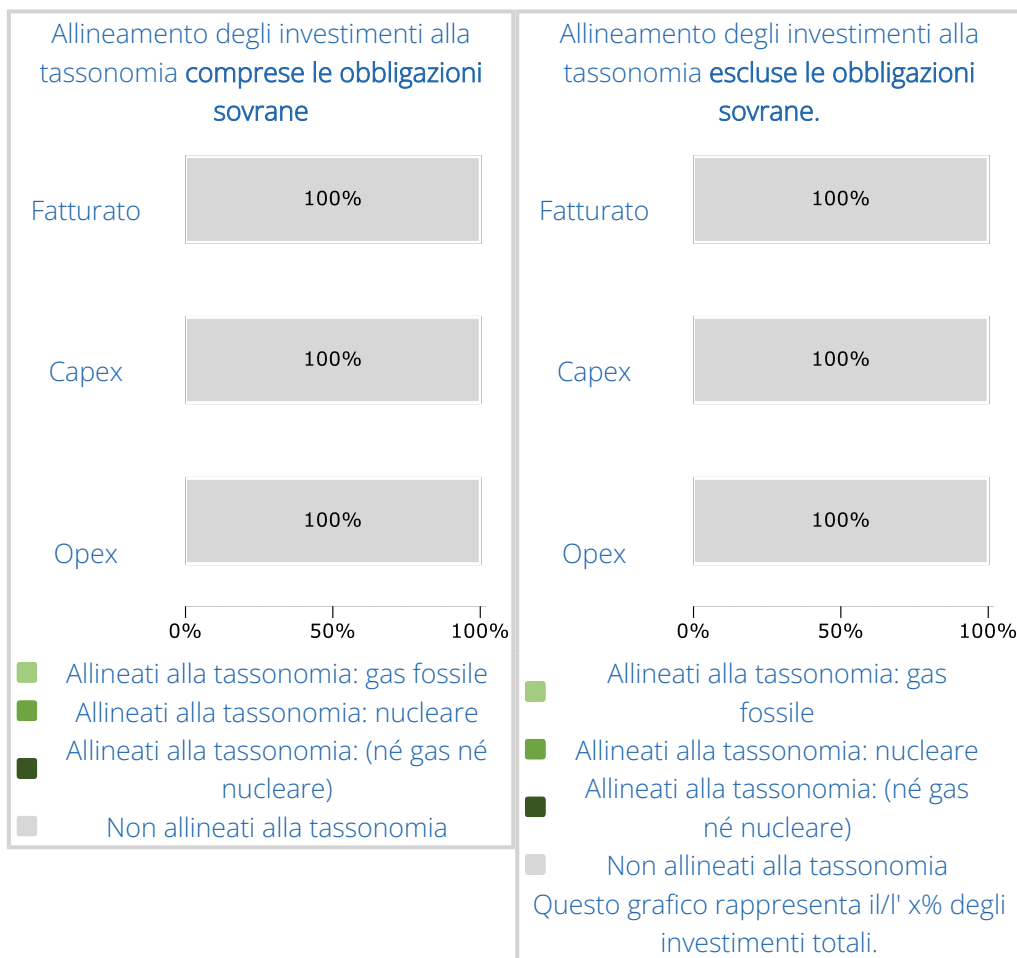 Allineamento degli investimenti alla
tassonomia comprese le obbligazioni
sovrane
Fatturato
100%
Capex
100%
Opex
100%
0%
50%
100%
Allineati alla tassonomia: gas fossile
Allineati alla tassonomia: nucleare
Allineati alla tassonomia: (né gas né
nucleare)
Non allineati alla tassonomia
Allineamento degli investimenti alla
tassonomia escluse le obbligazioni
sovrane.
Fatturato
100%
Capex
100%
Opex
100%
0%
50%
100%
Allineati alla tassonomia: gas
fossile
Allineati alla tassonomia: nucleare
Allineati alla tassonomia: (né gas
né nucleare)
Non allineati alla tassonomia
Questo grafico rappresenta il/l' x% degli
investimenti totali.